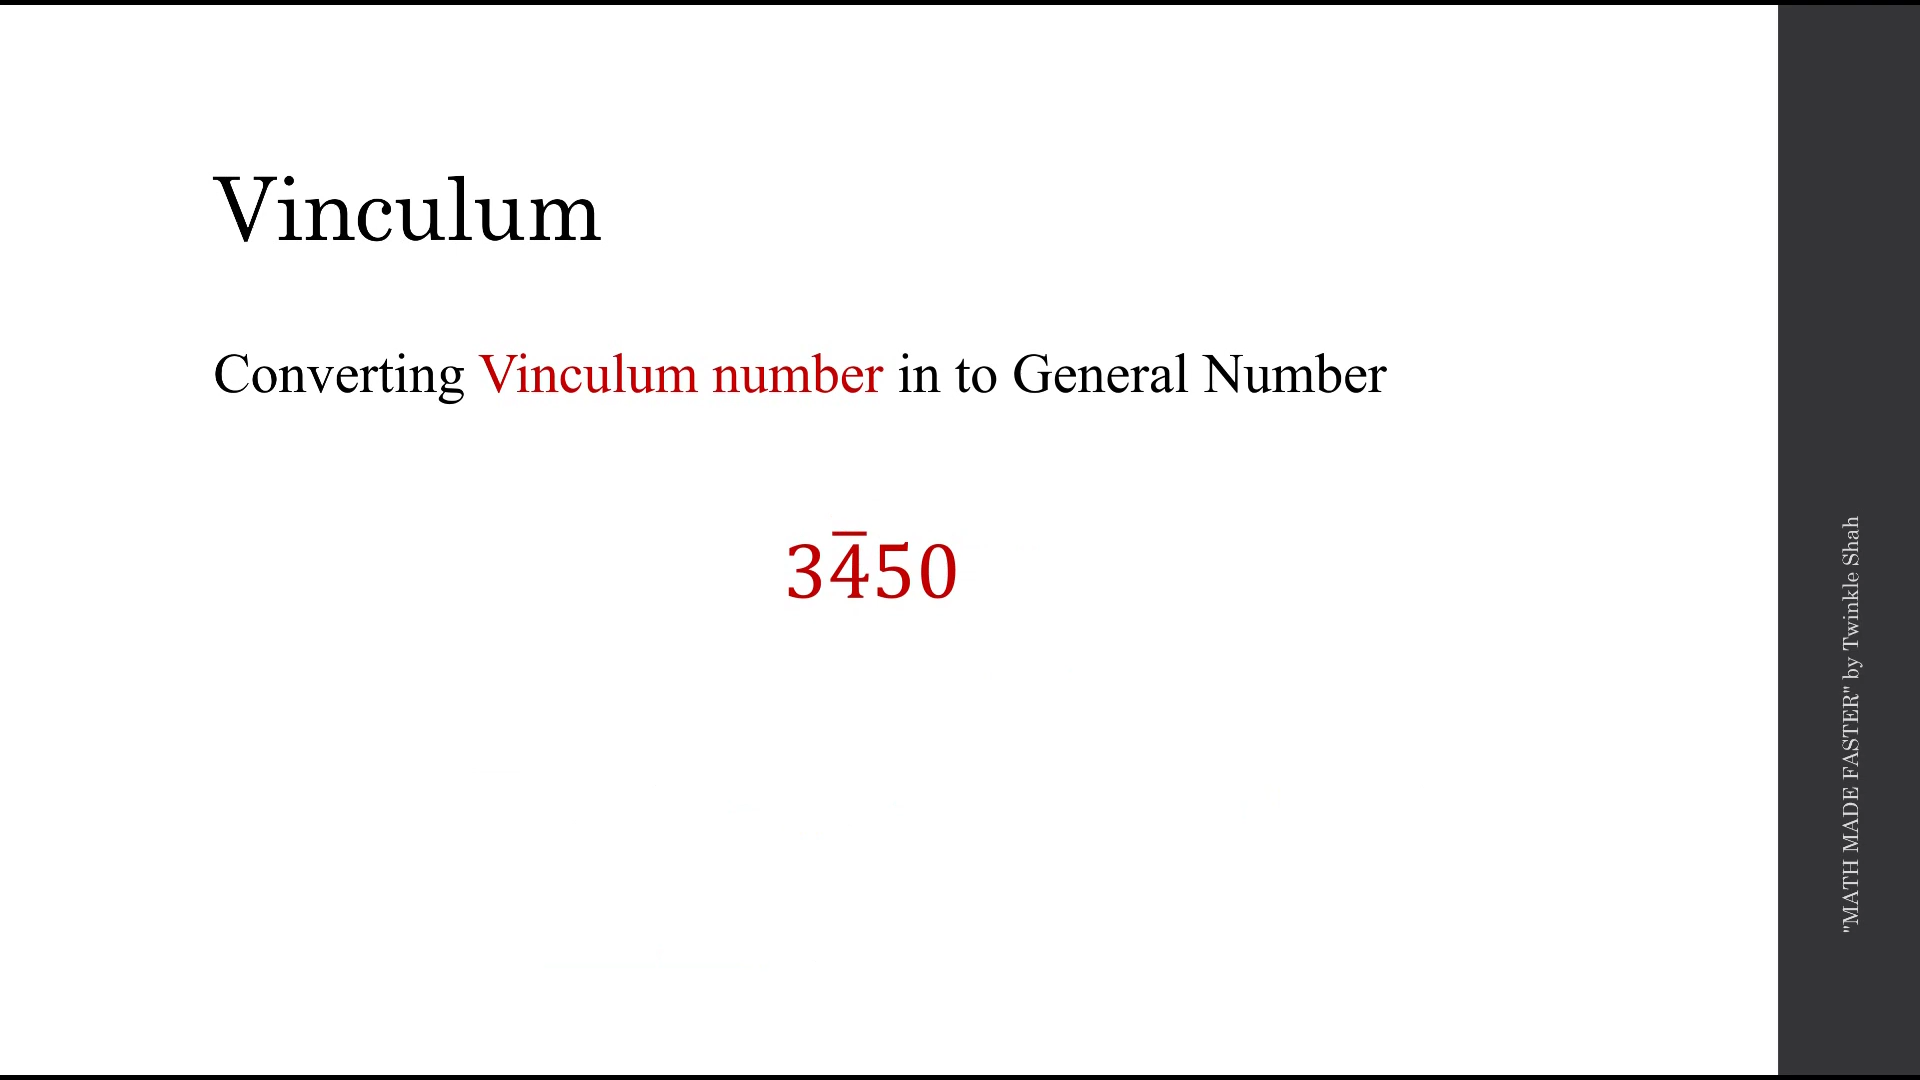 Vinculum
Converting Vinculum number in to General Number
34̅50
"MATH MADE FASTER" by Twinkle Shah